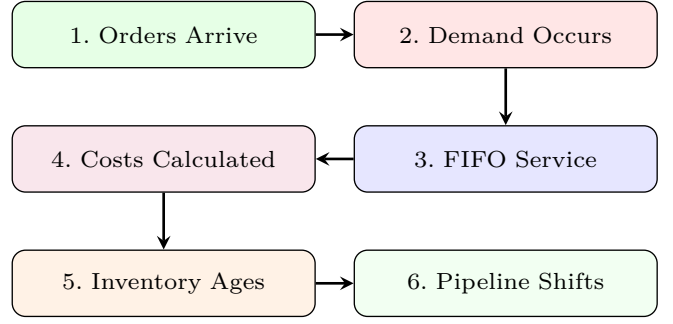 1. Orders Arrive
2. Demand Occurs
3. FIFO Service
4. Costs Calculated
5. Inventory Ages
6. Pipeline Shifts